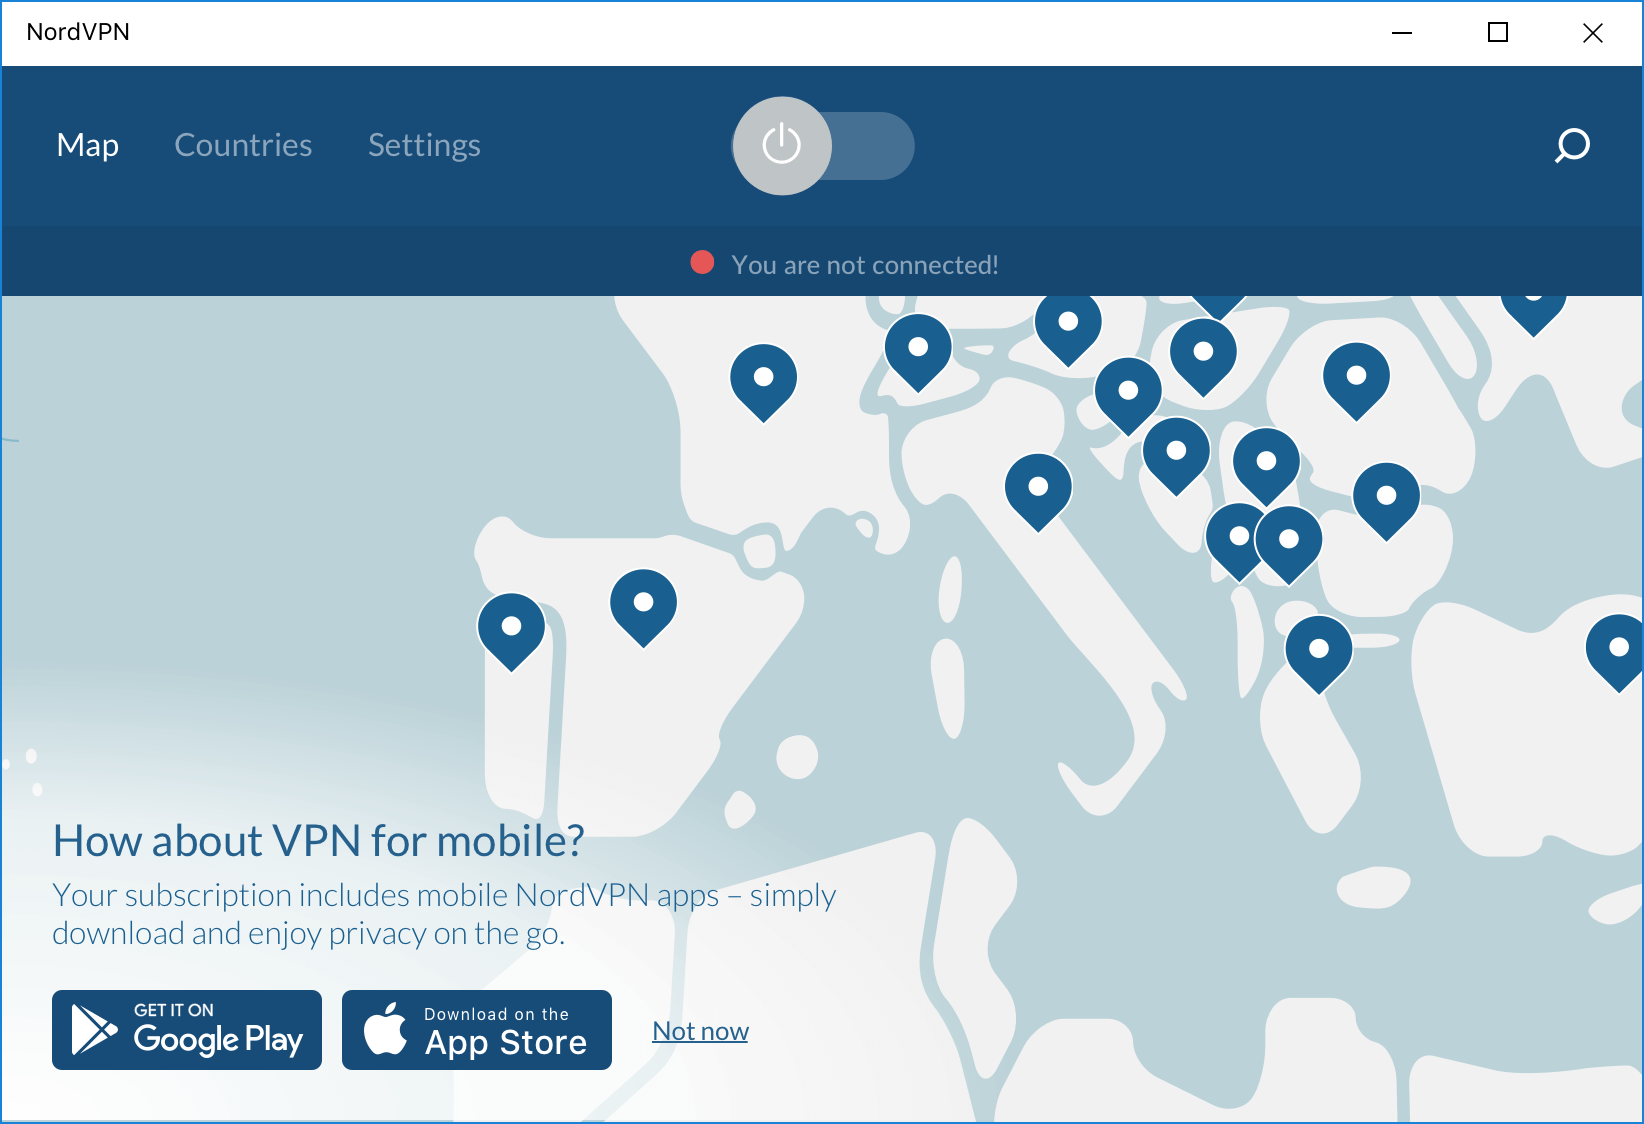 NordVPN
Map
Countries
Settings
You are not connected!
How about VPN for mobile?
Your subscription includes mobile NordVPN apps – simply
download and enjoy privacy on the go.
GET IT ON
Google Play
Download on the
App Store
Not now